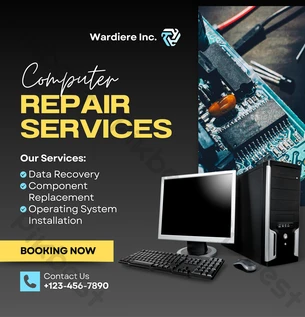 Wardiere Inc.
Computer
REPAIR
SERVICES
Our Services:
Data Recovery
Component
Replacement
Operating System
Installation
BOOKING NOW
Contact Us
+123-456-7890